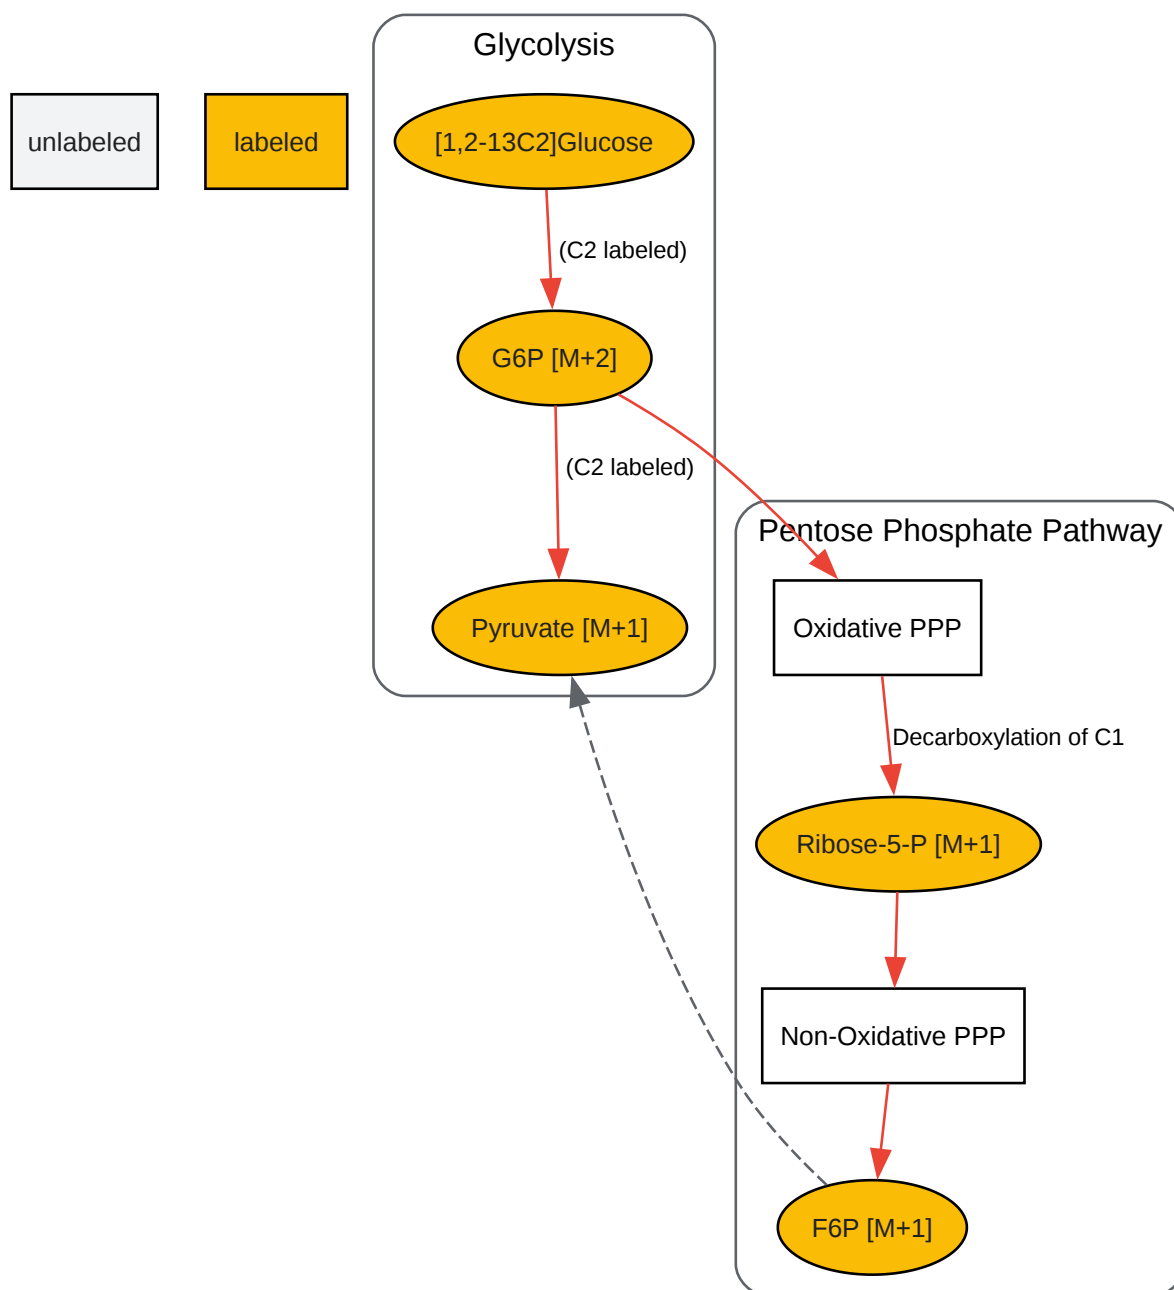 Glycolysis
unlabeled
labeled
[1,2-13C2]Glucose
(C2 labeled)
G6P [M+2]
(C2 labeled)
Pentose Phosphate Pathway
Pyruvate [M+1]
Oxidative PPP
Decarboxylation of C1
Ribose-5-P [M+1]
Non-Oxidative PPP
F6P [M+1]